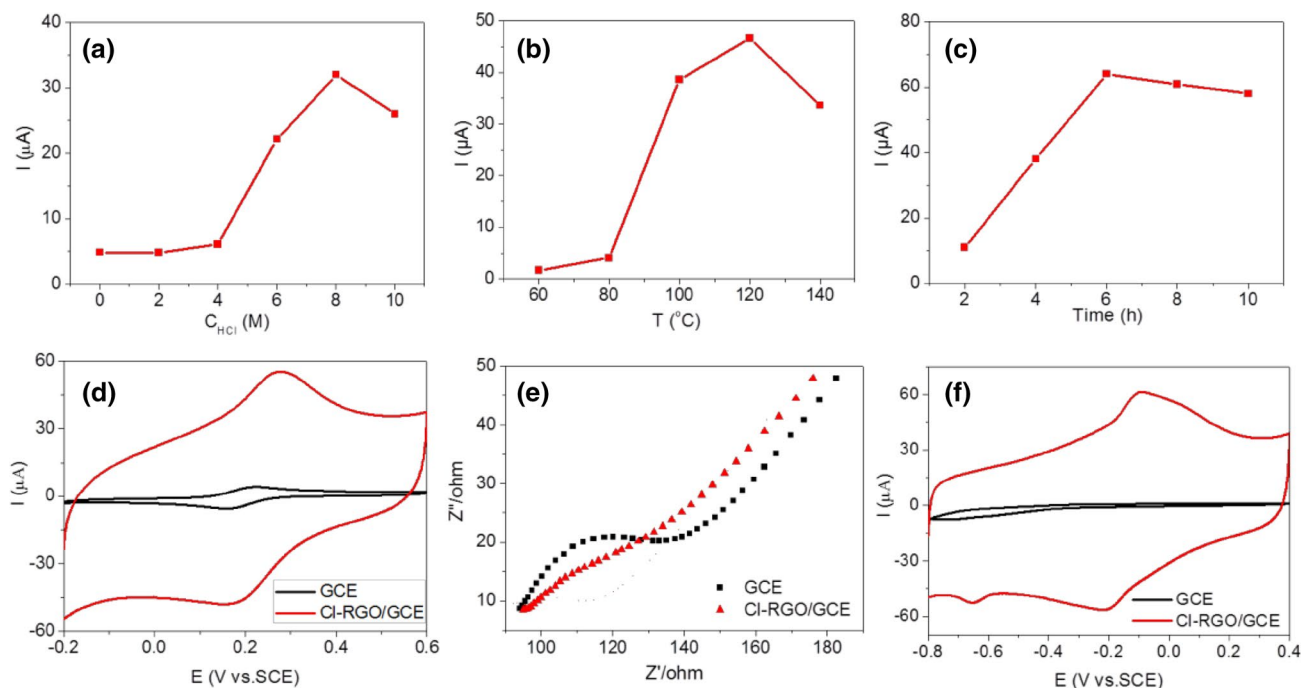 (a)
40
30
20
10
0
I (μA)
0 2 4 6 8 10
C_HCl (M)
(b)
50
40
30
20
10
0
I (μA)
60 80 100 120 140
T (°C)
(c)
80
60
40
60
80
I (μA)
2 4 6 8 10
Time (h)
(d)
60
30
0
-30
-60
I (μA)
GCE
Cl-RGO/GCE
-0.2 0.0 0.2 0.4 0.6
E (V vs.SCE)
(e)
50
40
30
20
10
Z"/ohm
GCE
Cl-RGO/GCE
100 120 140 160 180
Z'/ohm
(f)
60
30
0
-30
-60
I (μA)
GCE
Cl-RGO/GCE
-0.8 -0.6 -0.4 -0.2 0.0 0.2 0.4
E (V vs.SCE)